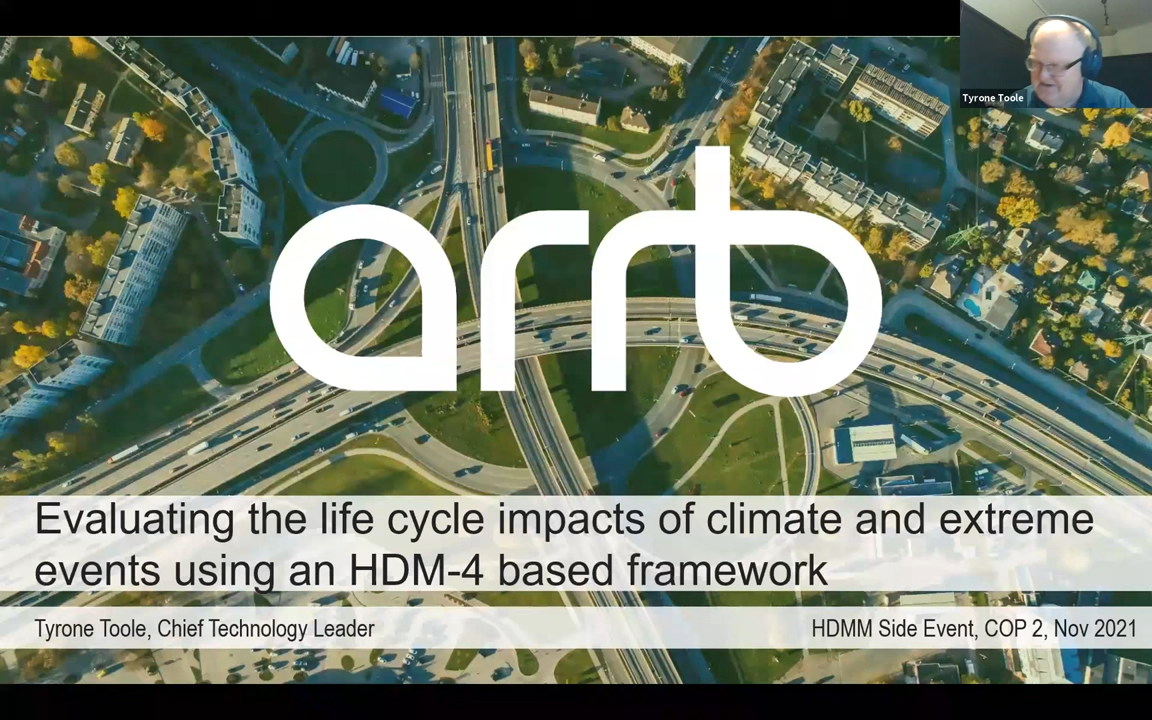 Tyrone Toole
arrb
Evaluating the life cycle impacts of climate and extreme
events using an HDM-4 based framework
Tyrone Toole, Chief Technology Leader
HDMM Side Event, COP 2, Nov 2021